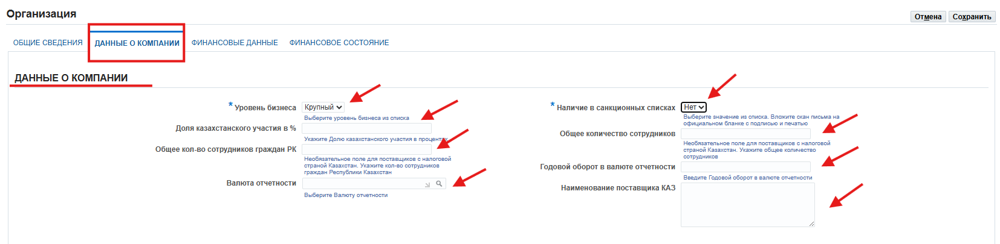 Организация
Отмена
Сохранить
ОБЩИЕ СВЕДЕНИЯ
ДАННЫЕ О КОМПАНИИ
ФИНАНСОВЫЕ ДАННЫЕ
ФИНАНСОВОЕ СОСТОЯНИЕ
ДАННЫЕ О КОМПАНИИ
* Уровень бизнеса
Крупный
Выберите уровень бизнеса из списка
Доля казахстанского участия в %
Укажите Долю казахстанского участия в процентах
Общее кол-во сотрудников граждан РК
Необязательное поле для поставщиков с налоговой
страной Казахстан. Укажите кол-во сотрудников
граждан Республики Казахстан
Валюта отчетности
Выберите Валюту отчетности
* Наличие в санкционных списках
Нет
Выберите значение из списка. Вложите скан письма на
официальном бланке с подписью и печатью
Общее количество сотрудников
Необязательное поле для поставщиков с налоговой
страной Казахстан. Укажите общее количество
сотрудников
Годовой оборот в валюте отчетности
Введите Годовой оборот в валюте отчетности
Наименование поставщика КАЗ